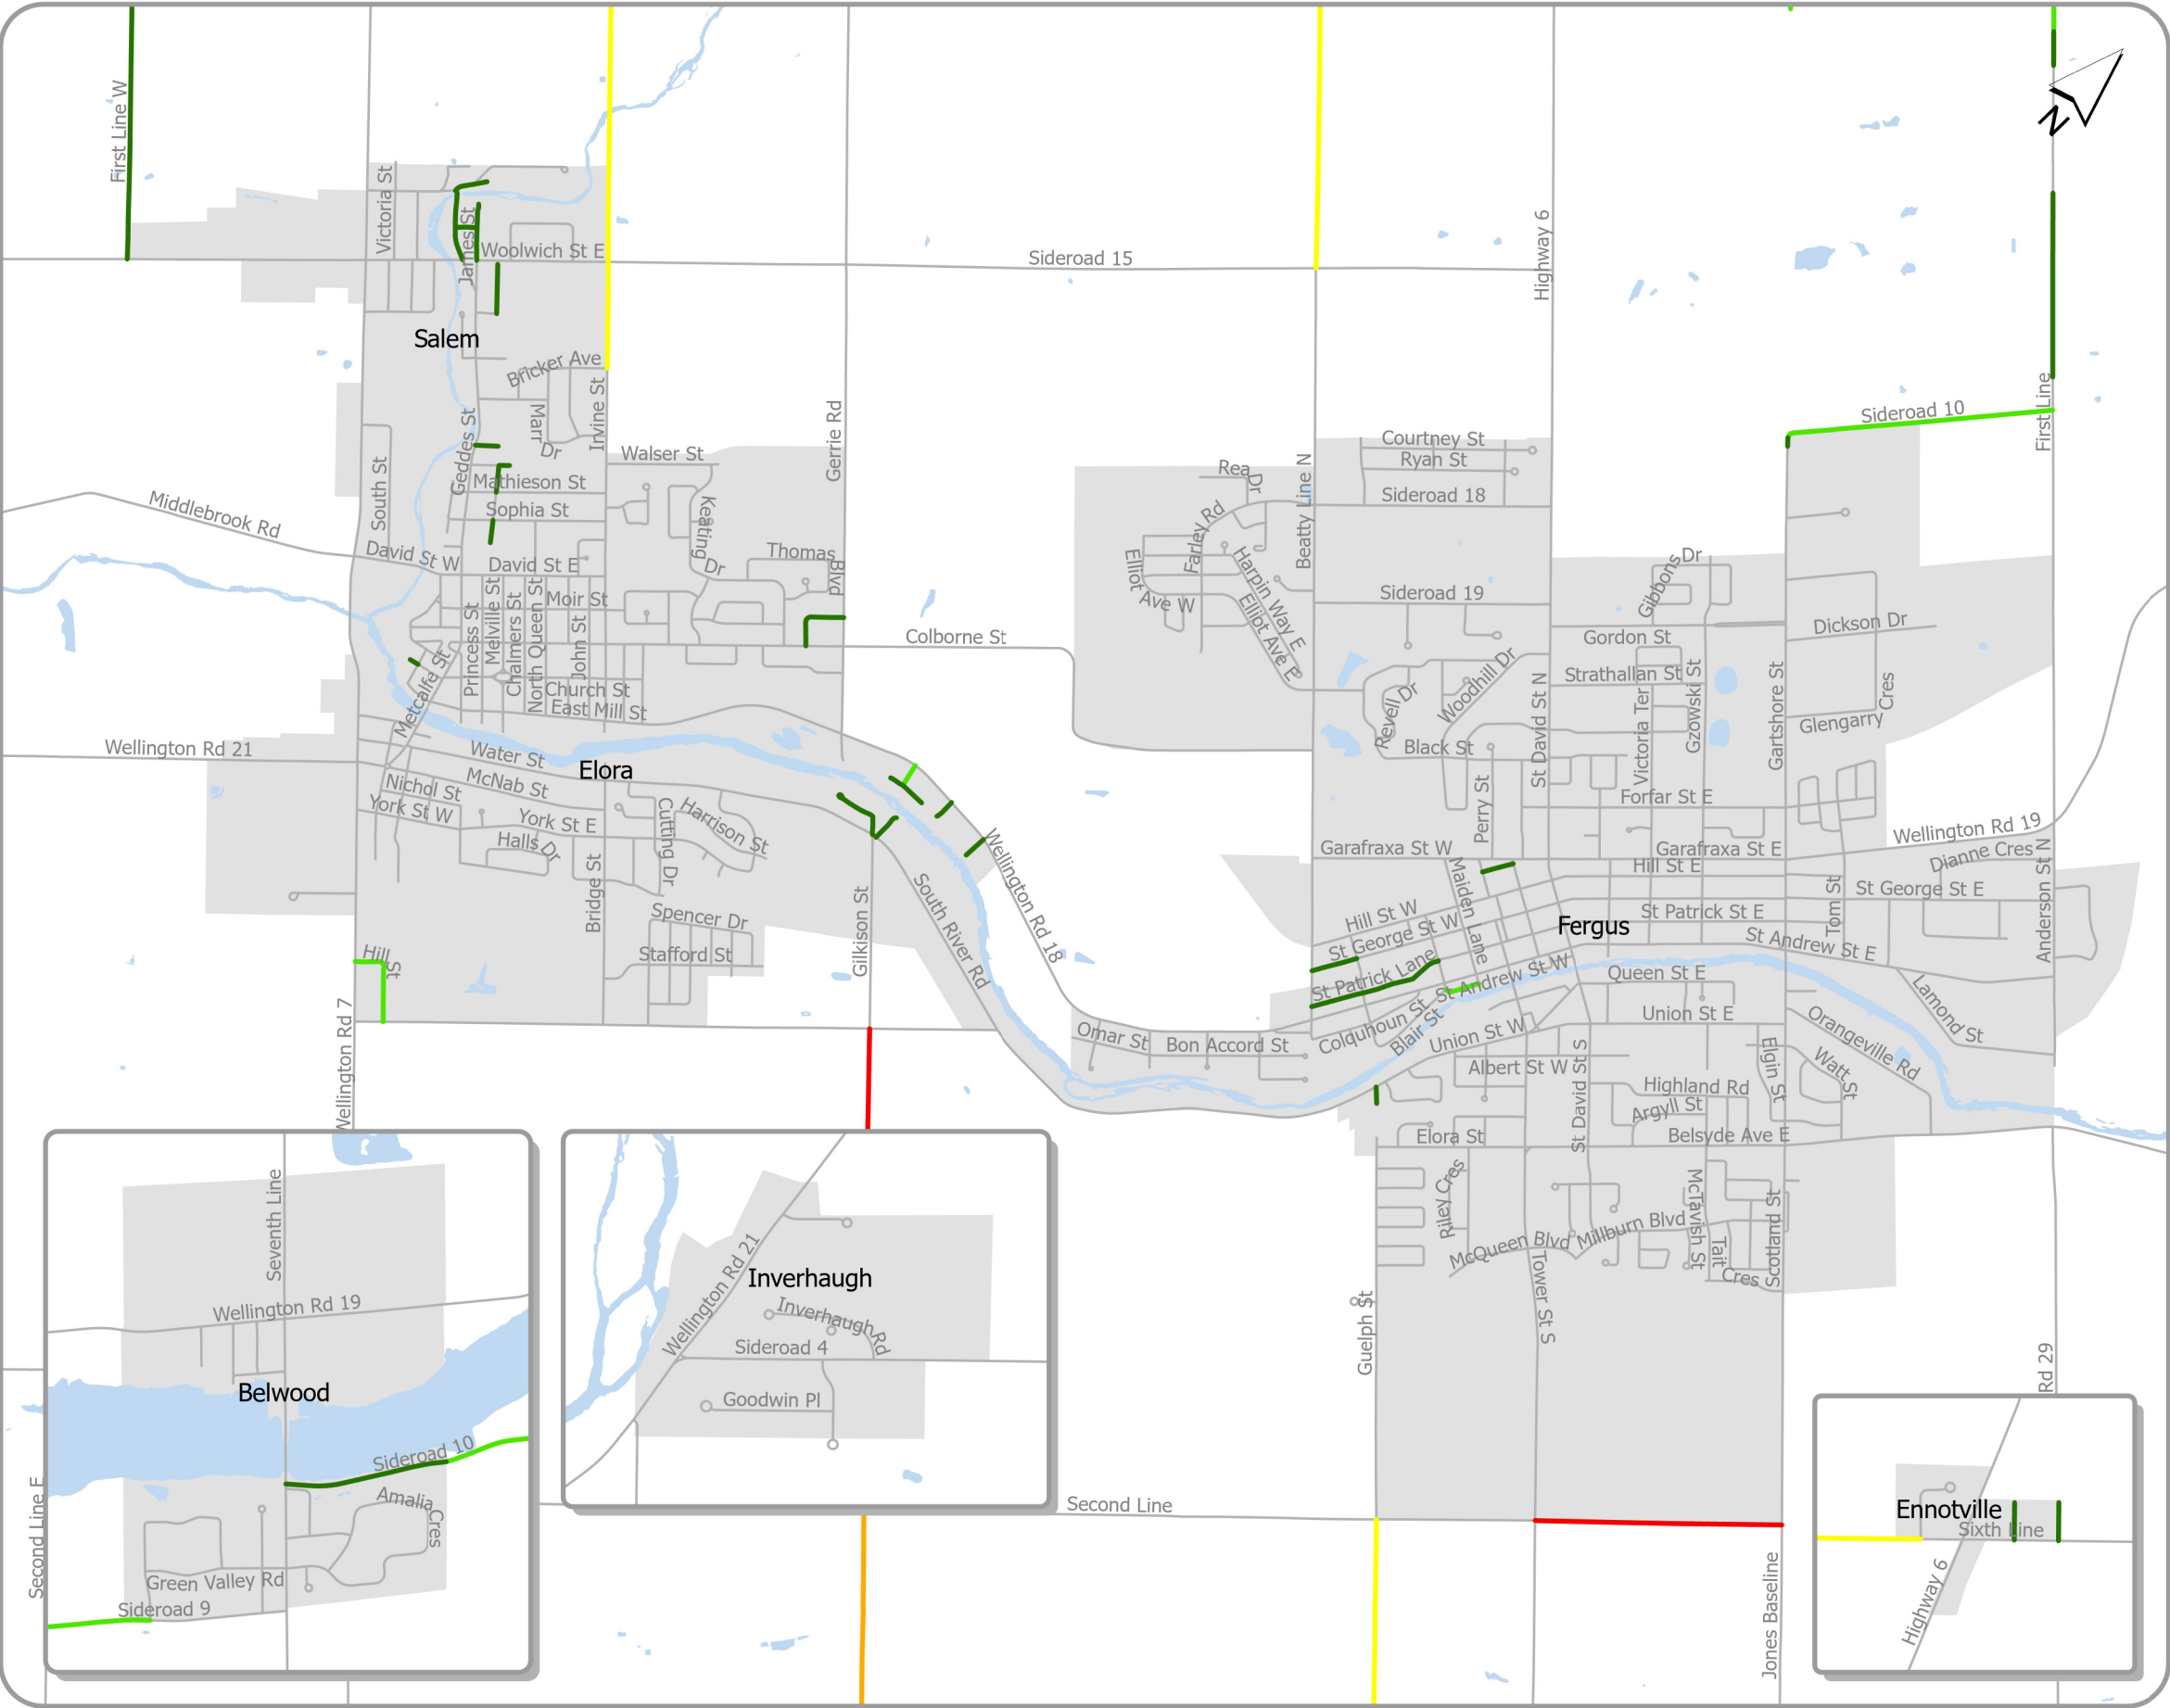 First Line W
Victoria St
James St
Woolwich St E
Sideroad 15
Highway 6
N
Salem
Bricker Ave
Marr
Dr
Irvine St
Geddes St
Walser St
Gerrie Rd
South St
Mathieson St
Sophia St
Keating
Dr
Middlebrook Rd
David St W
David St E
Thomas
Blvd
Moir St
Princess St
Melville St
Chalmers St
North Queen St
John St
Church St
East Mill St
Metcalfe St
Colborne St
Wellington Rd 21
Water St
Elora
Nichol St
McNab St
York St W
York St E
Halls Dr
Cutting Dr
Harrison St
Bridge St
Spencer Dr
Stafford St
Hill
St
Gilkison St
South River Rd
Wellington Rd 18
Wellington Rd 7
Sideroad 10
First Line
Courtney St
Ryan St
Rea
Dr
Sideroad 18
Beatty Line N
Farley Rd
Elliot
Ave W
Harpin Way E
Elliot Ave E
Sideroad 19
Gibbons
Dr
Gordon St
Dickson Dr
Strathallan St
Woodhill Dr
Revell Dr
Black St
St David St N
Victoria Ter
Gzowski St
Gartshore St
Glengarry
Cres
Perry St
Forfar St E
Garafraxa St W
Garafraxa St E
Wellington Rd 19
Dianne Cres
Hill St E
St George St E
Maiden Lane
Hill St W
St George St W
St Patrick Lane
Fergus
St Patrick St E
Tom St
Anderson St N
St Andrew St E
St Andrew St W
Queen St E
Colquhoun St
Blair St
Union St W
Union St E
Lamond St
Orangeville Rd
Omar St
Bon Accord St
Albert St W
St David St S
Elgin St
Watt
St
Highland Rd
Argyll St
Elora St
Belsyde Ave E
Riley Cres
McQueen Blvd
Millburn Blvd
McTavish St
Tait
Cres
Scotland St
Tower St S
Guelph St
Rd 29
Second Line
Jones Baseline
Second Line E
Seventh Line
Wellington Rd 19
Belwood
Sideroad 10
Amalia
Cres
Green Valley Rd
Sideroad 9
Wellington Rd 21
Inverhaugh
Inverhaugh
Rd
Sideroad 4
Goodwin Pl
Ennotville
Sixth Line
Highway 6